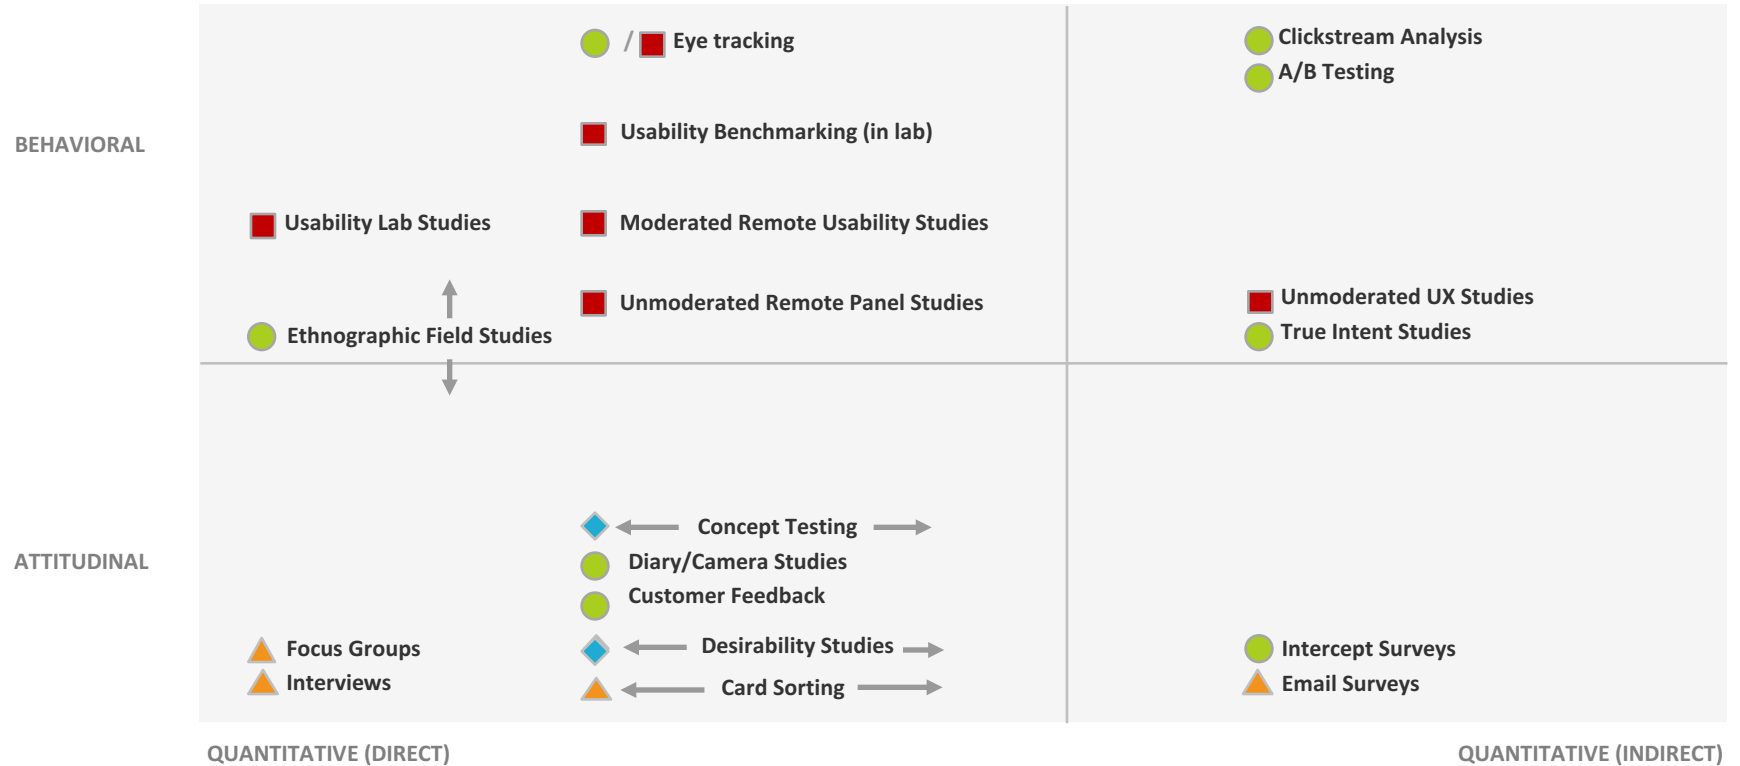 / Eye tracking
Clickstream Analysis
A/B Testing
Usability Benchmarking (in lab)
BEHAVIORAL
Usability Lab Studies
Moderated Remote Usability Studies
Unmoderated Remote Panel Studies
Unmoderated UX Studies
Ethnographic Field Studies
True Intent Studies
Concept Testing
ATTITUDINAL
Diary/Camera Studies
Customer Feedback
Focus Groups
Desirability Studies
Intercept Surveys
Interviews
Card Sorting
Email Surveys
QUANTITATIVE (DIRECT)
QUANTITATIVE (INDIRECT)